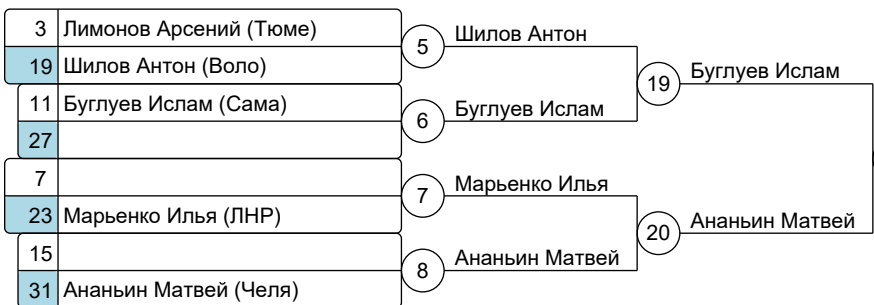 3 Лимонов Арсений (Тюме)
19 Шилов Антон (Воло)
5 Шилов Антон
11 Буглуев Ислам (Сама)
27
6 Буглуев Ислам
19 Буглуев Ислам
7
23 Марьенко Илья (ЛНР)
7 Марьенко Илья
15
31 Ананьин Матвей (Челя)
8 Ананьин Матвей
20 Ананьин Матвей